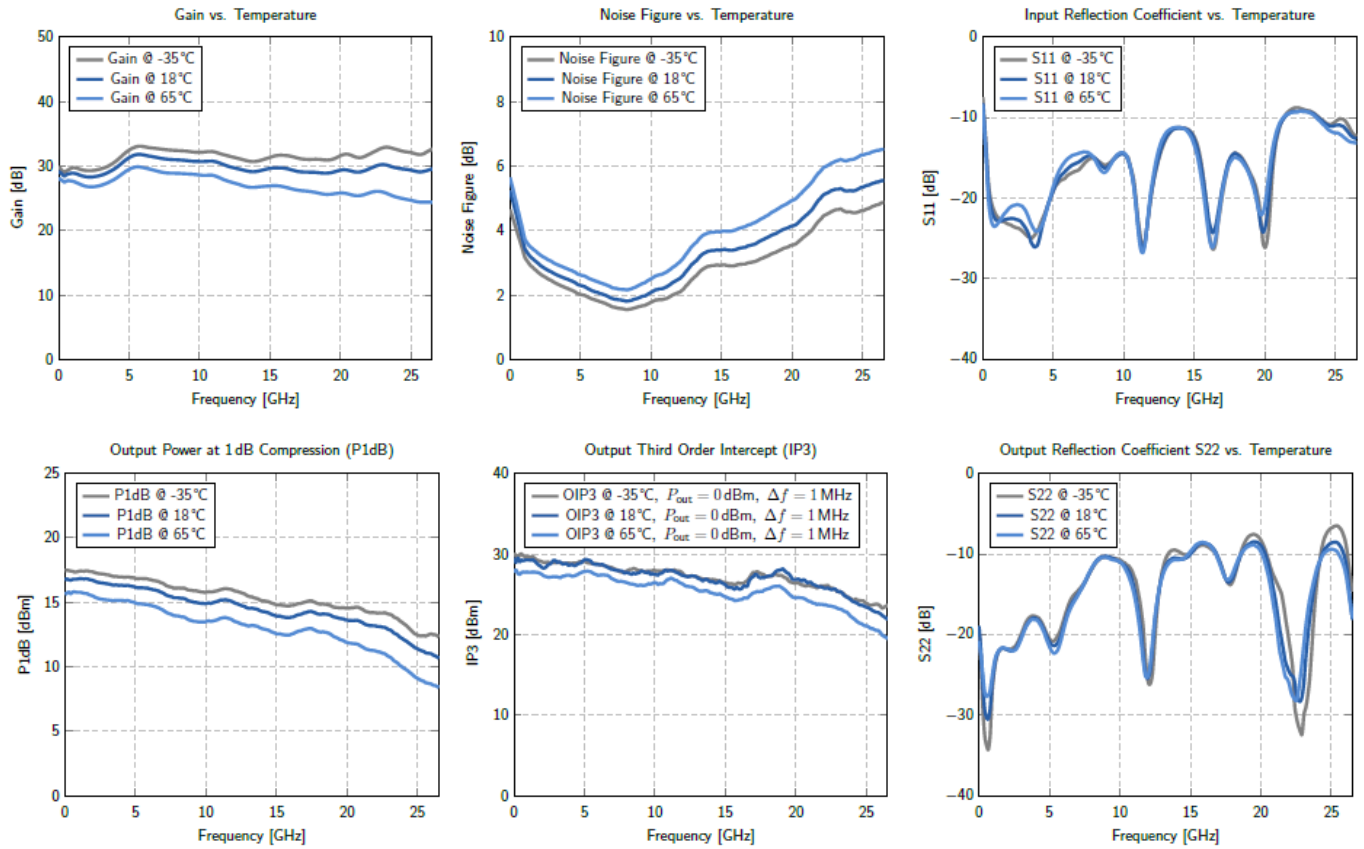 Gain vs. Temperature
50
40
30
20
10
0
Gain [dB]
Gain @ -35°C
Gain @ 18°C
Gain @ 65°C
0 5 10 15 20 25
Frequency [GHz]
Noise Figure vs. Temperature
10
8
6
4
2
0
Noise Figure [dB]
Noise Figure @ -35°C
Noise Figure @ 18°C
Noise Figure @ 65°C
0 5 10 15 20 25
Frequency [GHz]
Input Reflection Coefficient vs. Temperature
0
−10
−20
−30
−40
S11 [dB]
S11 @ -35°C
S11 @ 18°C
S11 @ 65°C
0 5 10 15 20 25
Frequency [GHz]
Output Power at 1 dB Compression (P1dB)
25
20
15
10
5
0
P1dB [dBm]
P1dB @ -35°C
P1dB @ 18°C
P1dB @ 65°C
0 5 10 15 20 25
Frequency [GHz]
Output Third Order Intercept (IP3)
40
30
20
10
0
IP3 [dBm]
OIP3 @ -35°C, Pout = 0 dBm, Δf = 1 MHz
OIP3 @ 18°C, Pout = 0 dBm, Δf = 1 MHz
OIP3 @ 65°C, Pout = 0 dBm, Δf = 1 MHz
0 5 10 15 20 25
Frequency [GHz]
Output Reflection Coefficient S22 vs. Temperature
0
−10
−20
−30
−40
S22 [dB]
S22 @ -35°C
S22 @ 18°C
S22 @ 65°C
0 5 10 15 20 25
Frequency [GHz]